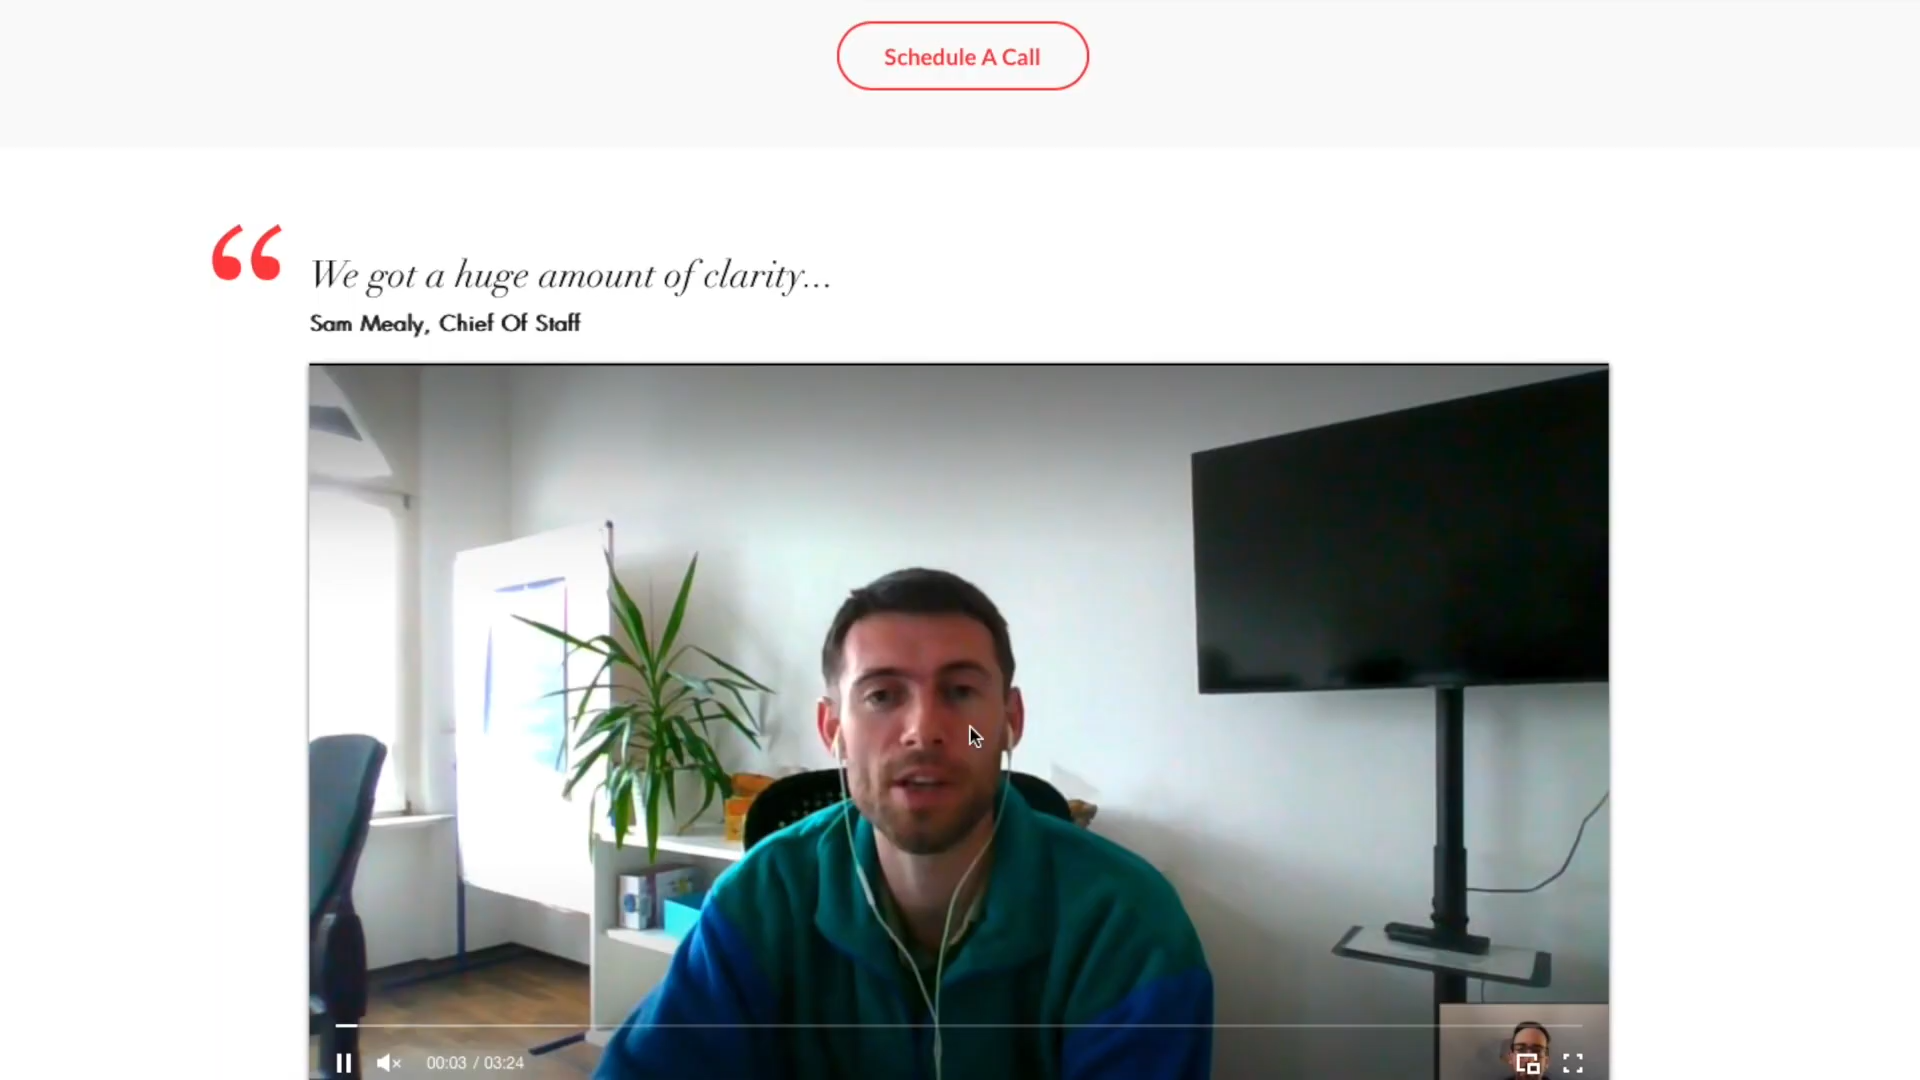 Schedule A Call
“
We got a huge amount of clarity...
Sam Mealy, Chief Of Staff
00:03 / 03:24